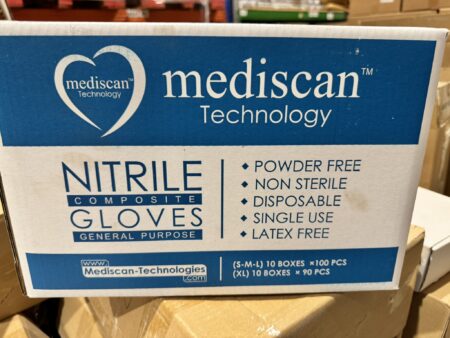 mediscan™
Technology
mediscan™
Technology
NITRILE
COMPOSITE
GLOVES
GENERAL PURPOSE
◆ POWDER FREE
◆ NON STERILE
◆ DISPOSABLE
◆ SINGLE USE
◆ LATEX FREE
www.
Mediscan-Technologies
.com
(S-M-L) 10 BOXES ×100 PCS
(XL) 10 BOXES × 90 PCS